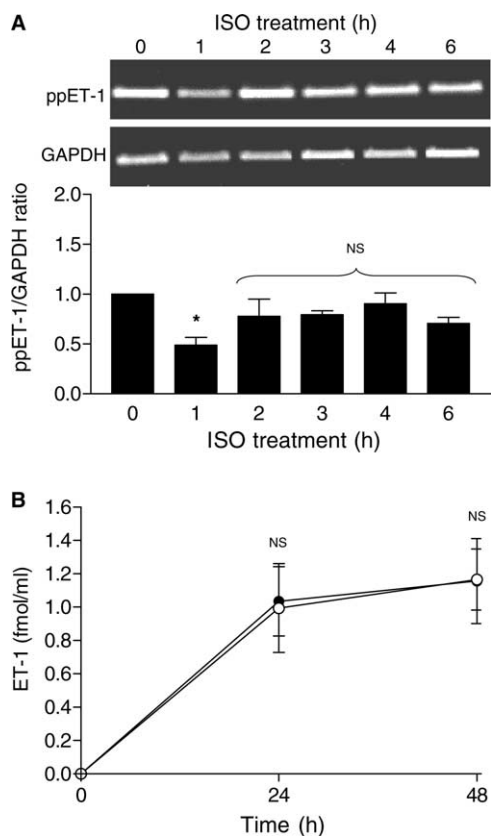 A
ISO treatment (h)
0 1 2 3 4 6
ppET-1
GAPDH
2.0
1.5
1.0
0.5
0.0
ppET-1/GAPDH ratio
NS
*
0 1 2 3 4 6
ISO treatment (h)
B
1.6
1.4
1.2
1.0
0.8
0.6
0.4
0.2
0.0
ET-1 (fmol/ml)
NS
NS
0 24 48
Time (h)